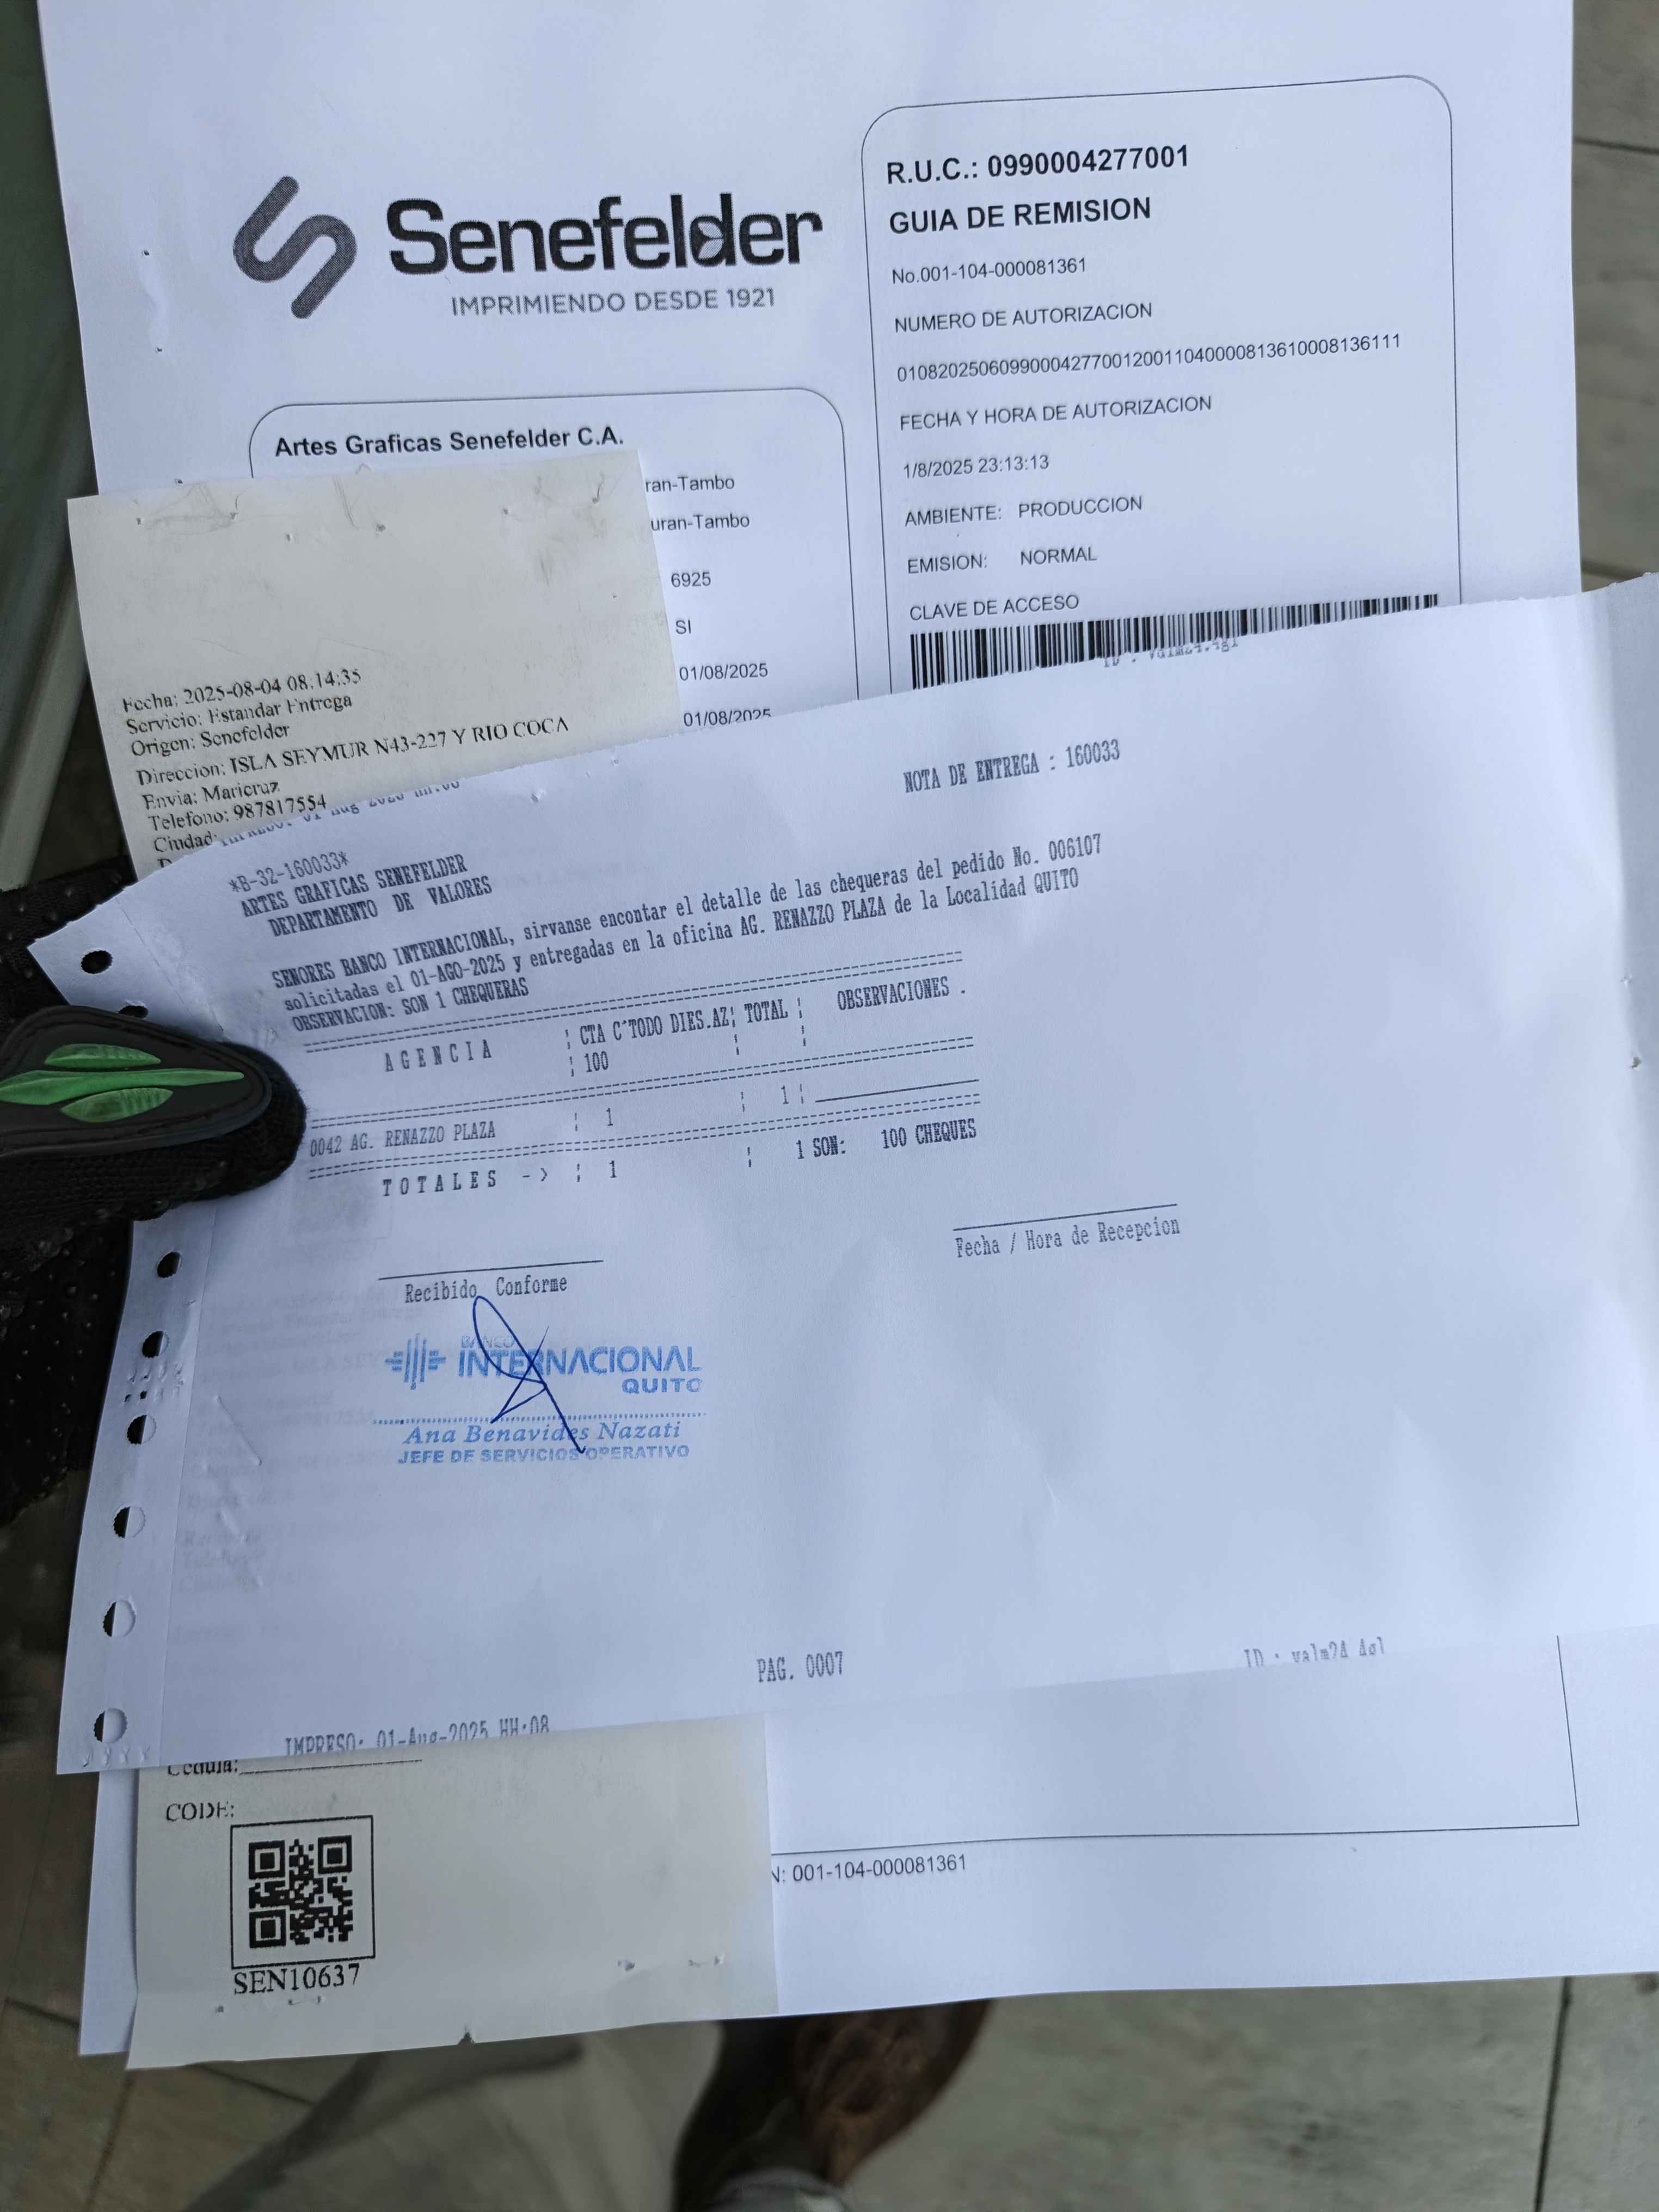 Senefelder
IMPRIMIENDO DESDE 1921
R.U.C.: 0990004277001
GUIA DE REMISION
No.001-104-000081361
NUMERO DE AUTORIZACION
0108202506099000427700120011040000813610008136111
FECHA Y HORA DE AUTORIZACION
1/8/2025 23:13:13
AMBIENTE: PRODUCCION
EMISION: NORMAL
CLAVE DE ACCESO
Artes Graficas Senefelder C.A.
ran-Tambo
uran-Tambo
6925
SI
01/08/2025
01/08/2025
Fecha: 2025-08-04 08:14:35
Servicio: Estandar Entrega
Origen: Senefelder
Direccion: ISLA SEYMUR N43-227 Y RIO COCA
Envia: Maricruz
Telefono: 987817554
Ciudad:
NOTA DE ENTREGA : 160033
*B-32-160033*
ARTES GRAFICAS SENEFELDER
DEPARTAMENTO DE VALORES
SENORES BANCO INTERNACIONAL, sirvanse encontar el detalle de las chequeras del pedido No. 006107
solicitadas el 01-AGO-2025 y entregadas en la oficina AG. RENAZZO PLAZA de la Localidad QUITO
OBSERVACION: SON 1 CHEQUERAS
A G E N C I A ¦ CTA C´TODO DIES.AZ¦ TOTAL ¦ OBSERVACIONES .
¦ 100 ¦ ¦
0042 AG. RENAZZO PLAZA ¦ 1 ¦ 1 ¦
T O T A L E S - > ¦ 1 ¦ 1 SON: 100 CHEQUES
Recibido Conforme
Fecha / Hora de Recepcion
BANCO
INTERNACIONAL
QUITO
Ana Benavides Nazati
JEFE DE SERVICIOS OPERATIVO
PAG. 0007
IMPRESO: 01-Aug-2025 HH:08
Cedula:
CODE:
SEN10637
N: 001-104-000081361